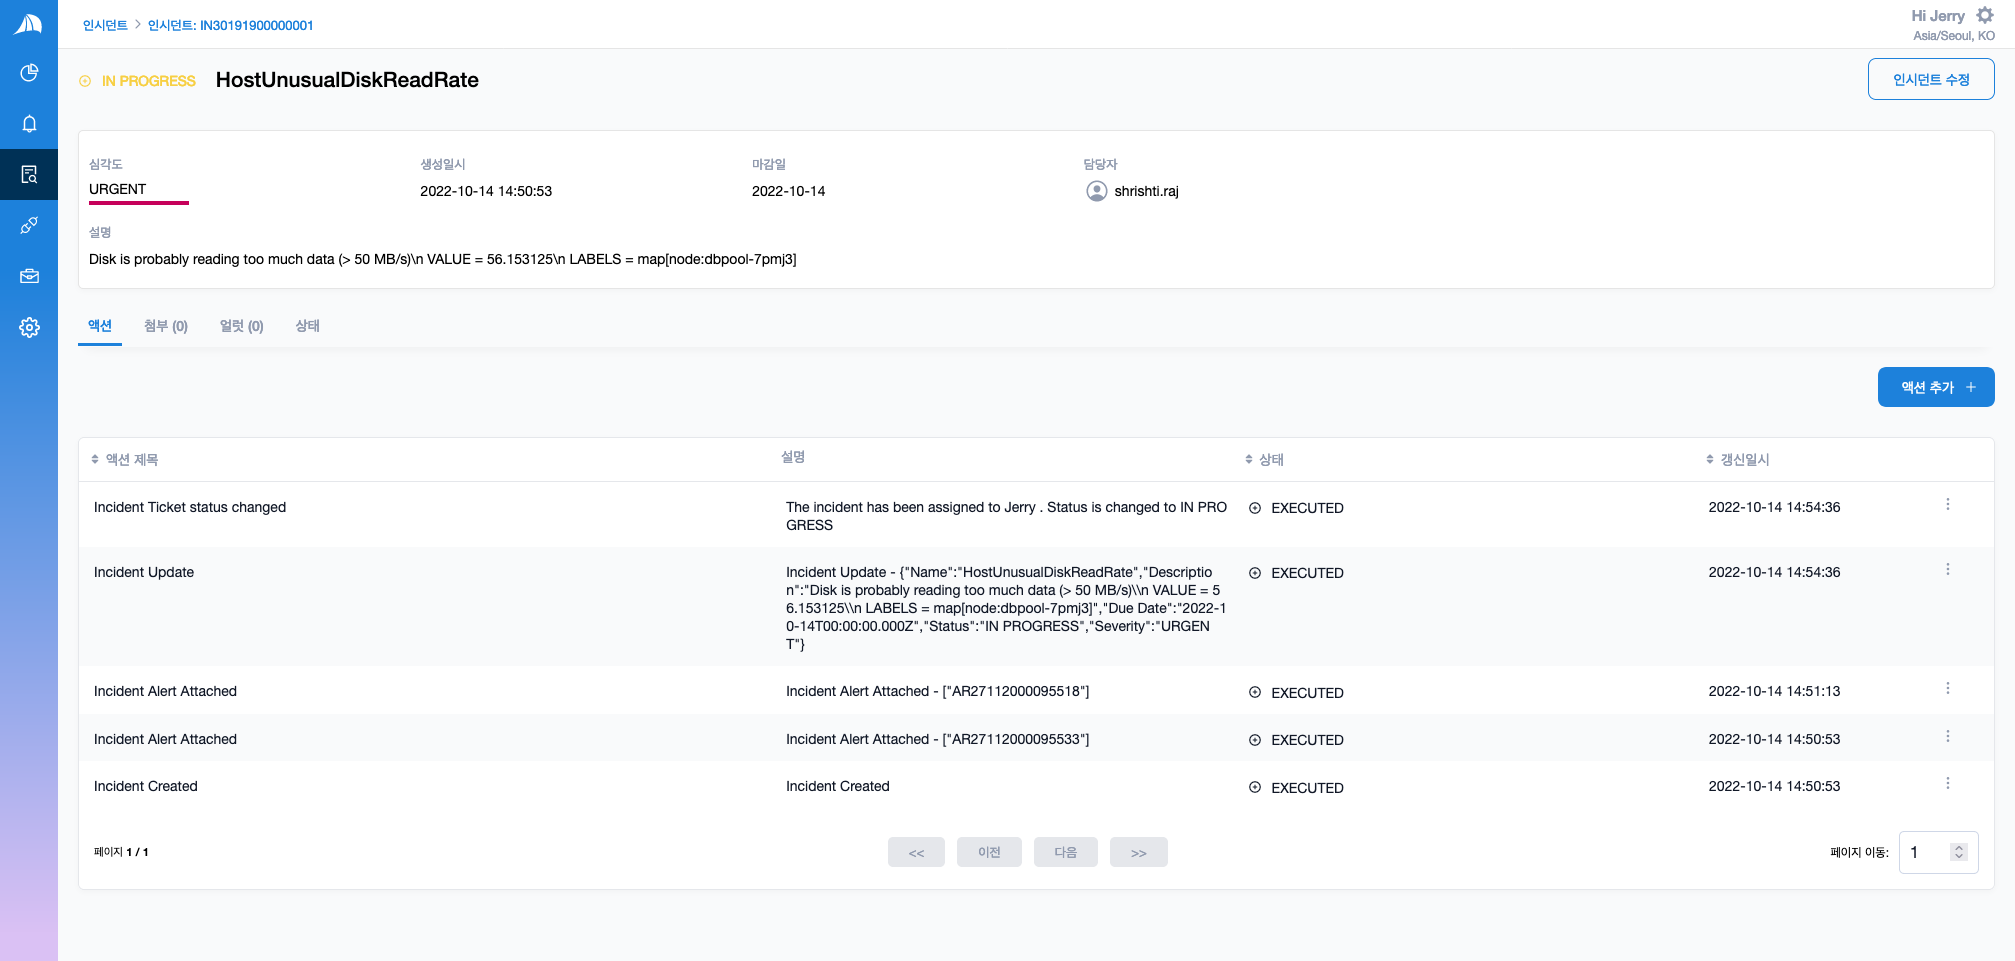 인시던트 > 인시던트: IN30191900000001
Hi Jerry
Asia/Seoul, KO
IN PROGRESS HostUnusualDiskReadRate
인시던트 수정
심각도 생성일시 마감일 담당자
URGENT 2022-10-14 14:50:53 2022-10-14 shrishti.raj
설명
Disk is probably reading too much data (> 50 MB/s)\n VALUE = 56.153125\n LABELS = map[node:dbpool-7pmj3]
액션 첨부 (0) 얼럿 (0) 상태
액션 추가 +
액션 제목 설명 상태 갱신일시
Incident Ticket status changed The incident has been assigned to Jerry . Status is changed to IN PRO EXECUTED 2022-10-14 14:54:36
GRESS
Incident Update Incident Update - {"Name":"HostUnusualDiskReadRate","Descriptio EXECUTED 2022-10-14 14:54:36
n":"Disk is probably reading too much data (> 50 MB/s)\\n VALUE = 5
6.153125\\n LABELS = map[node:dbpool-7pmj3]","Due Date":"2022-1
0-14T00:00:00.000Z","Status":"IN PROGRESS","Severity":"URGEN
T"}
Incident Alert Attached Incident Alert Attached - ["AR27112000095518"] EXECUTED 2022-10-14 14:51:13
Incident Alert Attached Incident Alert Attached - ["AR27112000095533"] EXECUTED 2022-10-14 14:50:53
Incident Created Incident Created EXECUTED 2022-10-14 14:50:53
페이지 1 / 1 << 이전 다음 >> 페이지 이동: 1